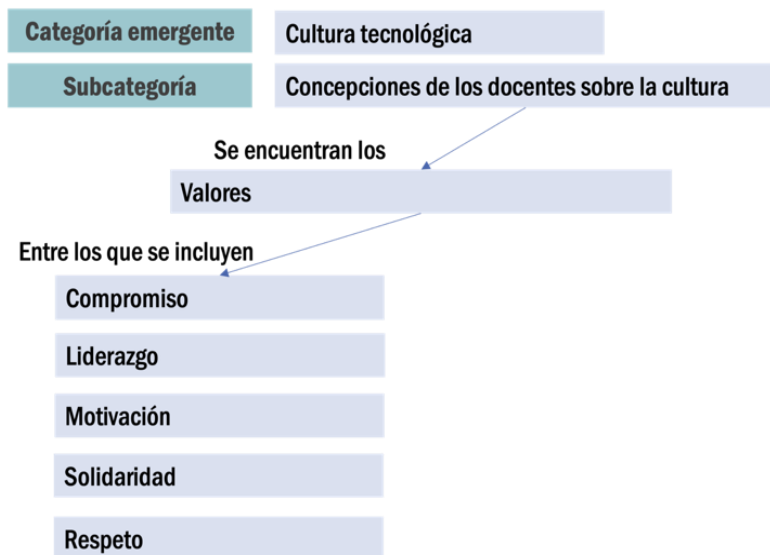 Categoría emergente
Cultura tecnológica
Subcategoría
Concepciones de los docentes sobre la cultura
Se encuentran los
Valores
Entre los que se incluyen
Compromiso
Liderazgo
Motivación
Solidaridad
Respeto